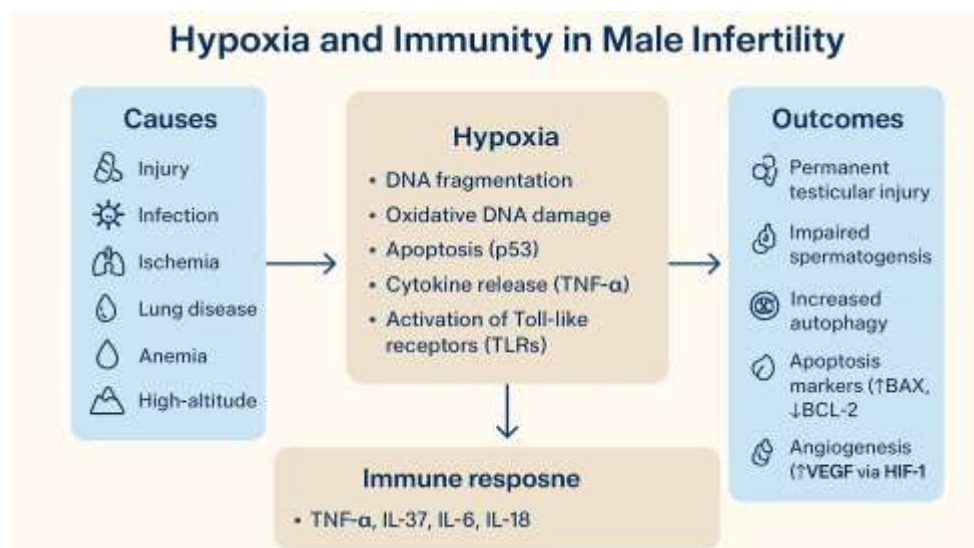 Hypoxia and Immunity in Male Infertility
Causes
Injury
Infection
Ischemia
Lung disease
Anemia
High-altitude
Hypoxia
• DNA fragmentation
• Oxidative DNA damage
• Apoptosis (p53)
• Cytokine release (TNF-α)
• Activation of Toll-like
receptors (TLRs)
Immune resposne
• TNF-α, IL-37, IL-6, IL-18
Outcomes
Permanent
testicular injury
Impaired
spermatogensis
Increased
autophagy
Apoptosis
markers (↑BAX,
↓BCL-2
Angiogenesis
(↑VEGF via HIF-1